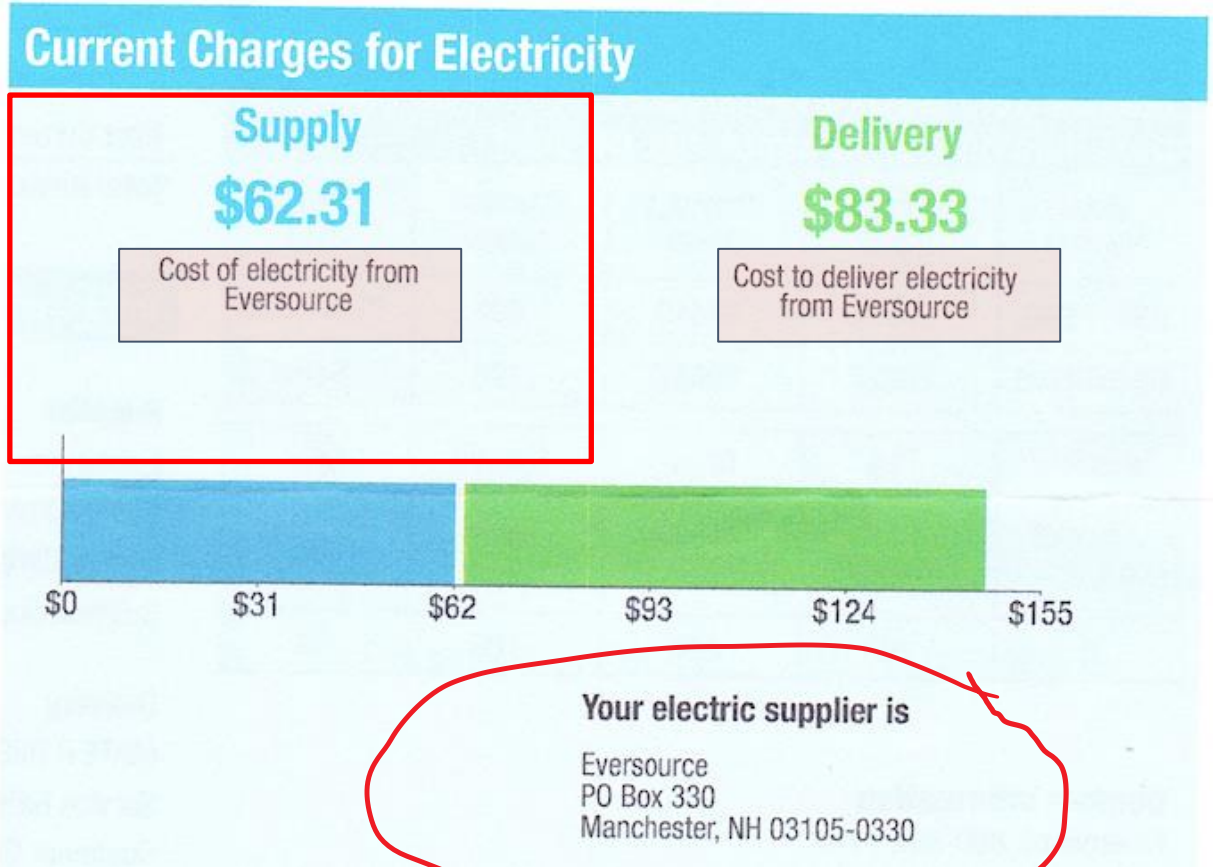 Current Charges for Electricity
Supply
$62.31
Cost of electricity from
Eversource
Delivery
$83.33
Cost to deliver electricity
from Eversource
$0 $31 $62 $93 $124 $155
Your electric supplier is
Eversource
PO Box 330
Manchester, NH 03105-0330